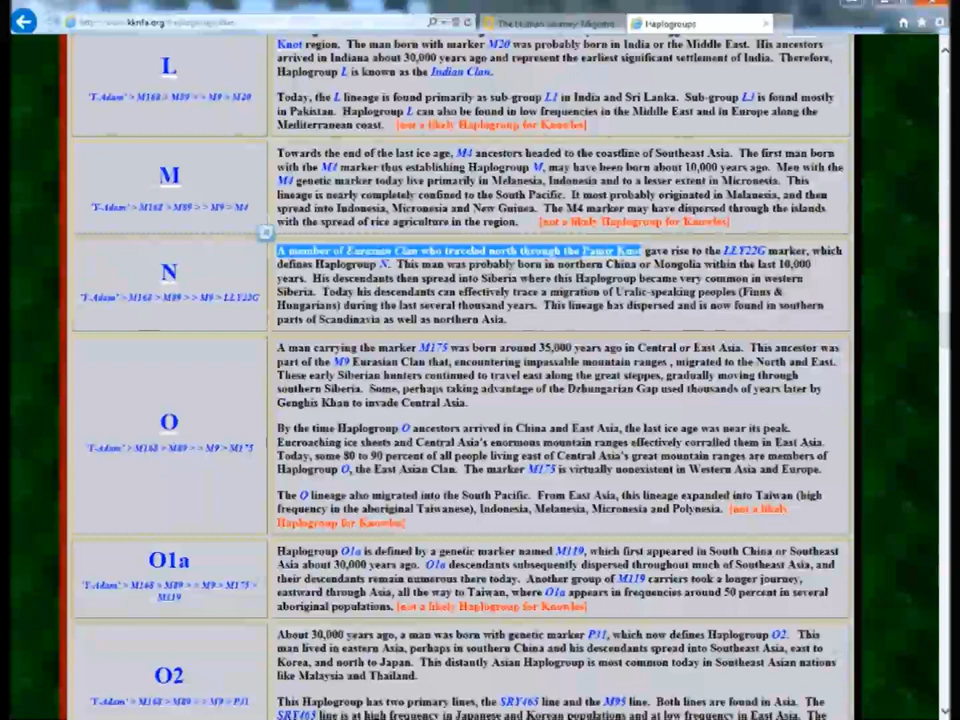 The Human Journey: Migratio...
Haplogroups
L
'Y-Adam' > M168 > M89 > > M9 > M20
Knot region. The man born with marker M20 was probably born in India or the Middle East. His ancestors
arrived in Indiana about 30,000 years ago and represent the earliest significant settlement of India. Therefore,
Haplogroup L is known as the Indian Clan.
Today, the L lineage is found primarily as sub-group L1 in India and Sri Lanka. Sub-group L3 is found mostly
in Pakistan. Haplogroup L can also be found in low frequencies in the Middle East and in Europe along the
Mediterranean coast. [not a likely Haplogroup for Knowles]
M
'Y-Adam' > M168 > M89 > > M9 > M4
Towards the end of the last ice age, M4 ancestors headed to the coastline of Southeast Asia. The first man born
with the M4 marker thus establishing Haplogroup M, may have been born about 10,000 years ago. Men with the
M4 genetic marker today live primarily in Melanesia, Indonesia and to a lesser extent in Micronesia. This
lineage is nearly completely confined to the South Pacific. It most probably originated in Melanasia, and then
spread into Indonesia, Micronesia and New Guinea. The M4 marker may have dispersed through the islands
with the spread of rice agriculture in the region. [not a likely Haplogroup for Knowles]
N
'Y-Adam' > M168 > M89 > > M9 > LLY22G
A member of Eurasian Clan who traveled north through the Pamir Knot gave rise to the LLY22G marker, which
defines Haplogroup N. This man was probably born in northern China or Mongolia within the last 10,000
years. His descendants then spread into Siberia where this Haplogroup became very common in western
Siberia. Today his descendants can effectively trace a migration of Uralic-speaking peoples (Finns &
Hungarians) during the last several thousand years. This lineage has dispersed and is now found in southern
parts of Scandinavia as well as northern Asia.
O
'Y-Adam' > M168 > M89 > > M9 > M175
A man carrying the marker M175 was born around 35,000 years ago in Central or East Asia. This ancestor was
part of the M9 Eurasian Clan that, encountering impassable mountain ranges , migrated to the North and East.
These early Siberian hunters continued to travel east along the great steppes, gradually moving through
southern Siberia. Some, perhaps taking advantage of the Dzhungarian Gap used thousands of years later by
Genghis Khan to invade Central Asia.
By the time Haplogroup O ancestors arrived in China and East Asia, the last ice age was near its peak.
Encroaching ice sheets and Central Asia's enormous mountain ranges effectively corralled them in East Asia.
Today, some 80 to 90 percent of all people living east of Central Asia's great mountain ranges are members of
Haplogroup O, the East Asian Clan. The marker M175 is virtually nonexistent in Western Asia and Europe.
The O lineage also migrated into the South Pacific. From East Asia, this lineage expanded into Taiwan (high
frequency in the aboriginal Taiwanese), Indonesia, Melanesia, Micronesia and Polynesia. [not a likely
Haplogroup for Knowles]
O1a
'Y-Adam' > M168 > M89 > > M9 > M175 >
M119
Haplogroup O1a is defined by a genetic marker named M119, which first appeared in South China or Southeast
Asia about 30,000 years ago. O1a descendants subsequently dispersed throughout much of Southeast Asia, and
their descendants remain numerous there today. Another group of M119 carriers took a longer journey,
eastward through Asia, all the way to Taiwan, where O1a appears in frequencies around 50 percent in several
aboriginal populations. [not a likely Haplogroup for Knowles]
O2
'Y-Adam' > M168 > M89 > > M9 > P31
About 30,000 years ago, a man was born with genetic marker P31, which now defines Haplogroup O2. This
man lived in eastern Asia, perhaps in southern China and his descendants spread into Southeast Asia, east to
Korea, and north to Japan. This distantly Asian Haplogroup is most common today in Southeast Asian nations
like Malaysia and Thailand.
This Haplogroup has two primary lines, the SRY465 line and the M95 line. Both lines are found in Asia. The
SRY465 line is at high frequency in Japanese and Korean populations and at low frequency in East